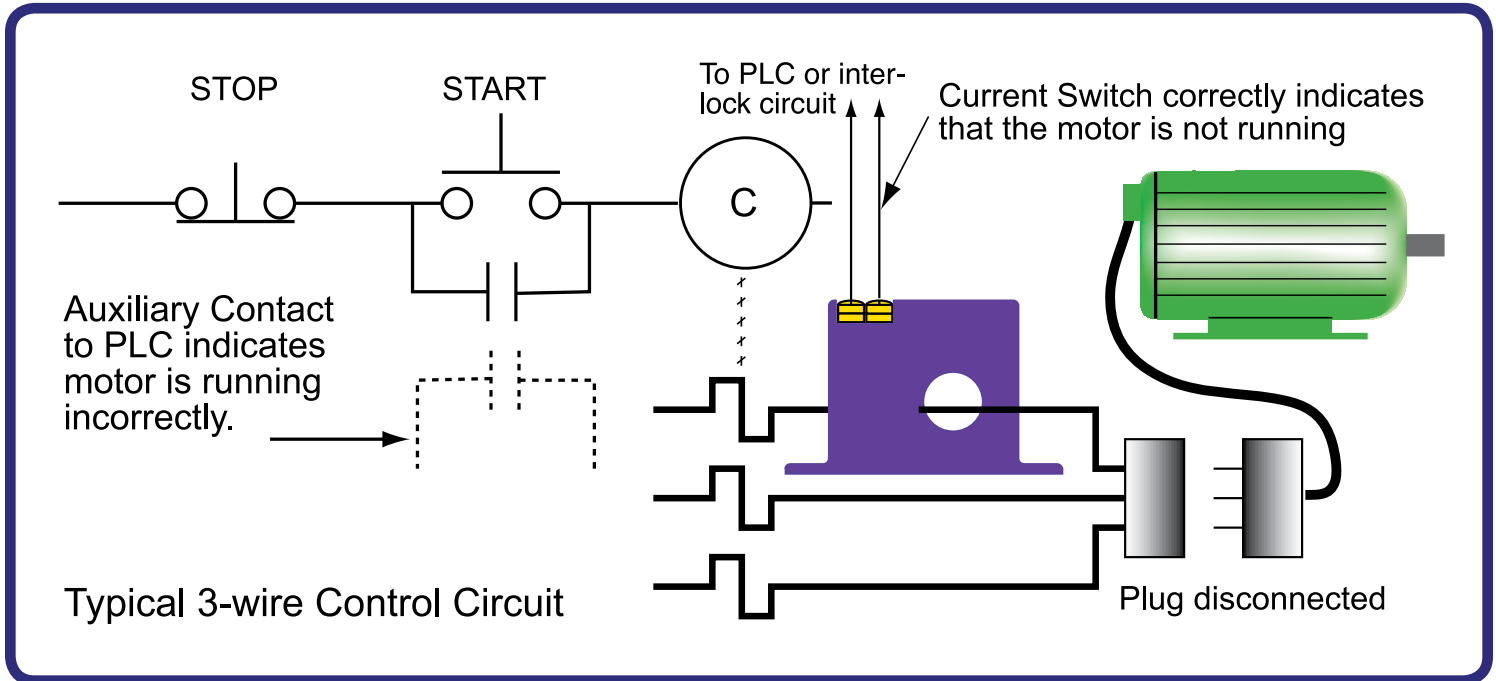 STOP
START
To PLC or inter-
lock circuit
Current Switch correctly indicates
that the motor is not running
C
Auxiliary Contact
to PLC indicates
motor is running
incorrectly.
Typical 3-wire Control Circuit
Plug disconnected